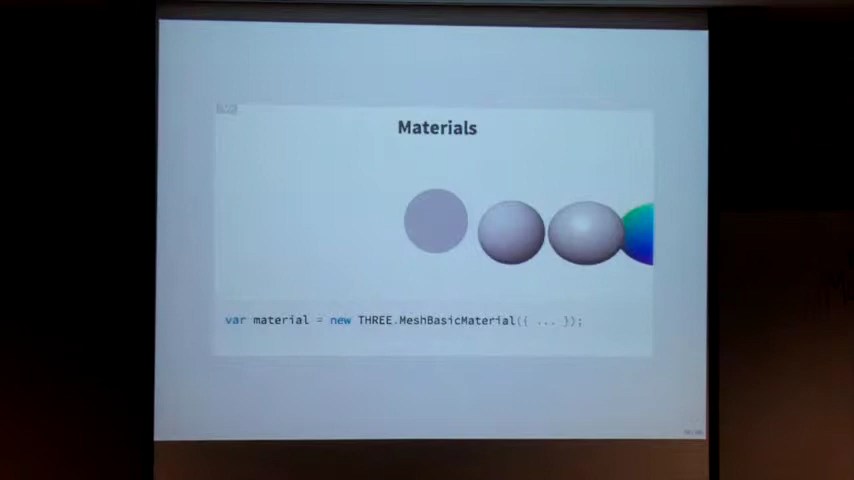 Materials
var material = new THREE.MeshBasicMaterial({ ... });